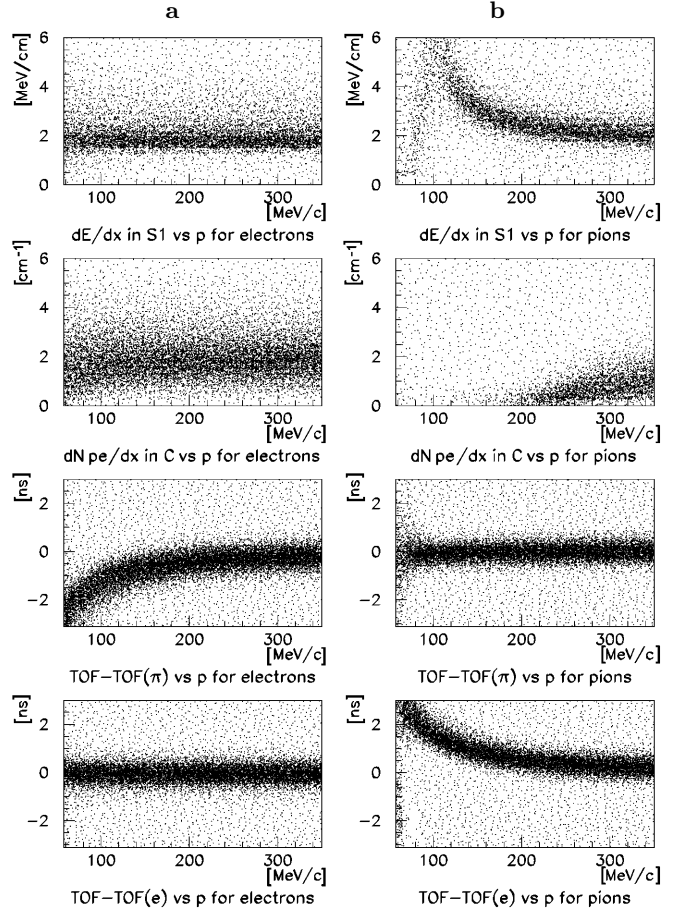 a b
[MeV/cm] [MeV/cm]
6 6
4 4
2 2
0 0
100 200 300 100 200 300
[MeV/c] [MeV/c]
dE/dx in S1 vs p for electrons dE/dx in S1 vs p for pions
[cm⁻¹] [cm⁻¹]
6 6
4 4
2 2
0 0
100 200 300 100 200 300
[MeV/c] [MeV/c]
dN pe/dx in C vs p for electrons dN pe/dx in C vs p for pions
[ns] [ns]
2 2
0 0
-2 -2
100 200 300 100 200 300
[MeV/c] [MeV/c]
TOF-TOF(π) vs p for electrons TOF-TOF(π) vs p for pions
[ns] [ns]
2 2
0 0
-2 -2
100 200 300 100 200 300
[MeV/c] [MeV/c]
TOF-TOF(e) vs p for electrons TOF-TOF(e) vs p for pions